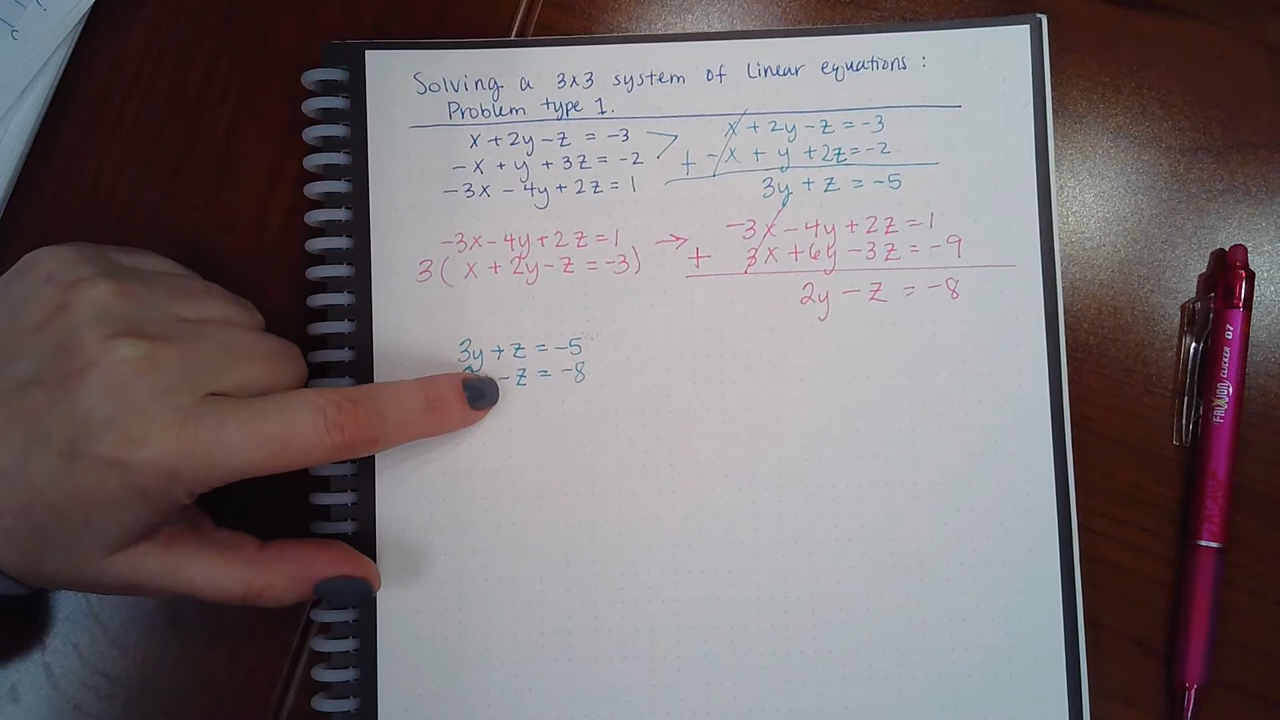 Solving a 3x3 system of Linear equations :
Problem type 1.
x + 2y - z = -3
-x + y + 3z = -2
-3x - 4y + 2z = 1
x + 2y - z = -3
+ -x + y + 2z = -2
3y + z = -5
-3x - 4y + 2z = 1 →
3( x + 2y - z = -3)
-3x - 4y + 2z = 1
+ 3x + 6y - 3z = -9
2y - z = -8
3y + z = -5
- z = -8
FRIXION CLICKER 07
C